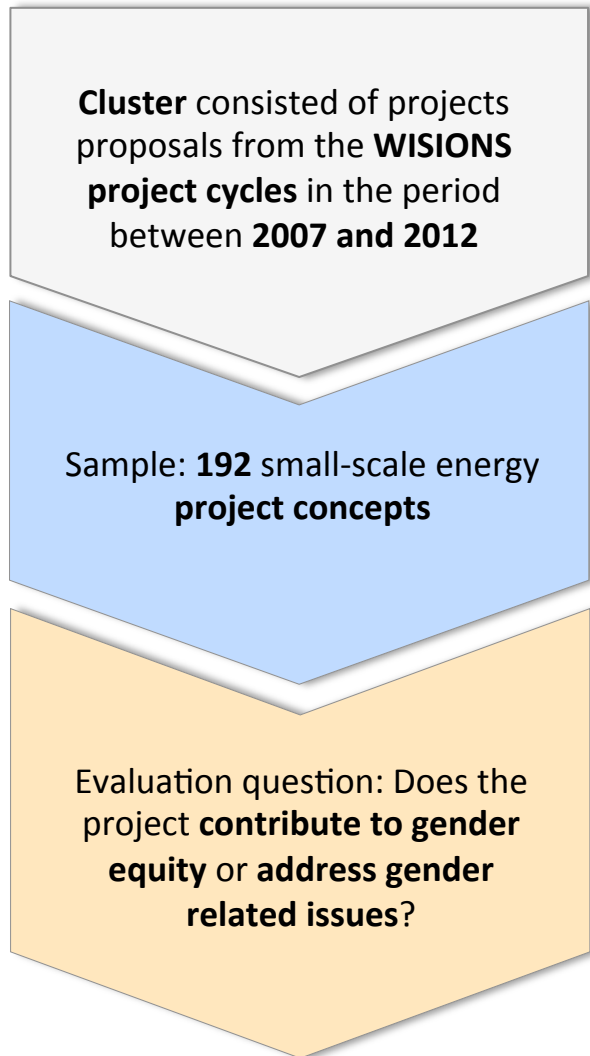 Cluster consisted of projects
proposals from the WISIONS
project cycles in the period
between 2007 and 2012
Sample: 192 small-scale energy
project concepts
Evaluation question: Does the
project contribute to gender
equity or address gender
related issues?